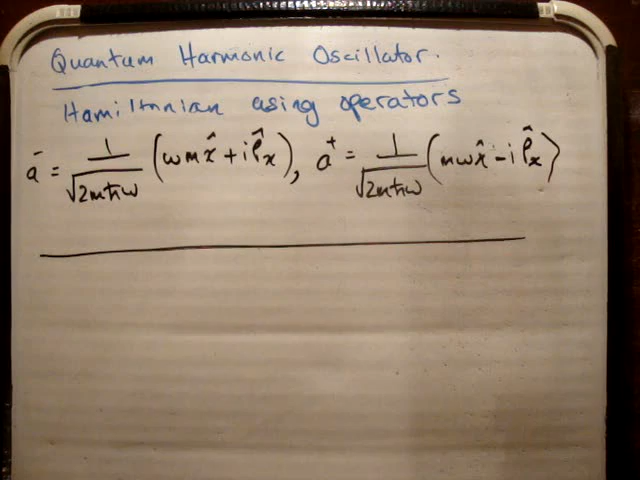 Quantum Harmonic Oscillator.
Hamiltonian using operators
a⁻ = 1/√2mħω (ωmx̂ + ip̂ₓ), a⁺ = 1/√2mħω (mωx̂ - ip̂ₓ)